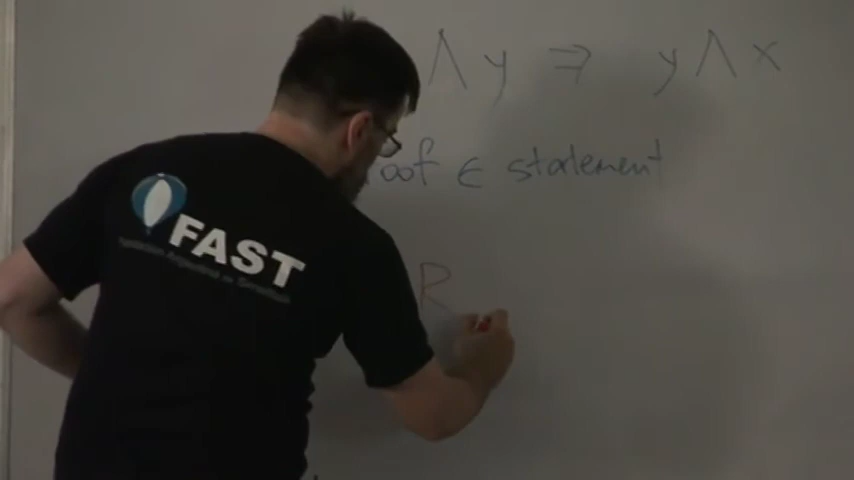 ∧ y ⇒ y ∧ x
oof ∈ statement
R
FAST